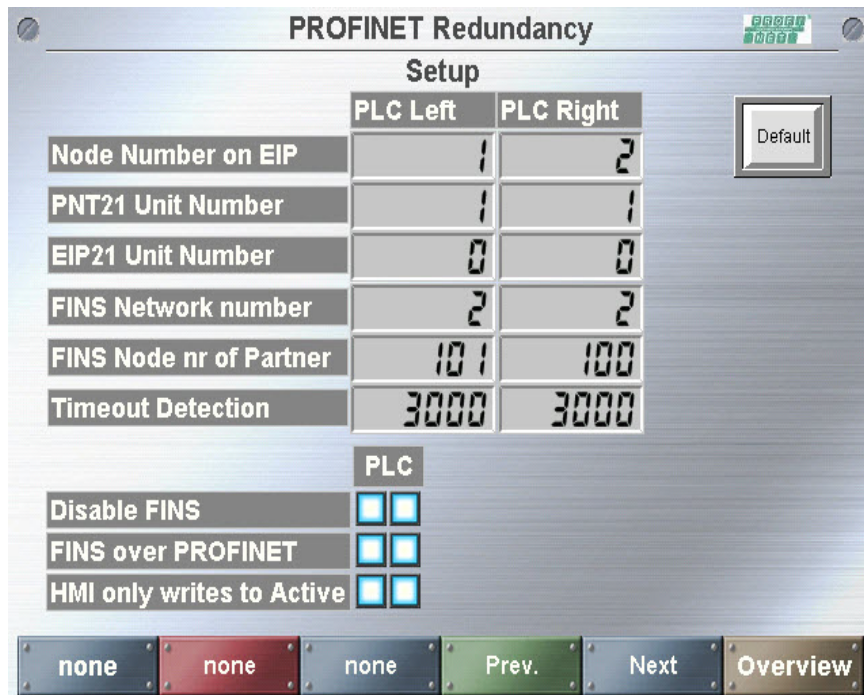 PROFINET Redundancy
PROFI
NET
Setup
PLC Left PLC Right
Default
Node Number on EIP 1 2
PNT21 Unit Number 1 1
EIP21 Unit Number 0 0
FINS Network number 2 2
FINS Node nr of Partner 101 100
Timeout Detection 3000 3000
PLC
Disable FINS
FINS over PROFINET
HMI only writes to Active
none none none Prev. Next Overview